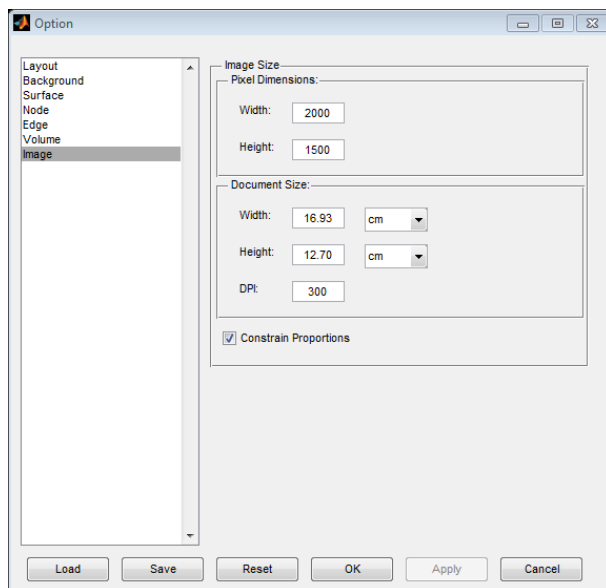 Option
Layout
Background
Surface
Node
Edge
Volume
Image
Image Size
Pixel Dimensions:
Width: 2000
Height: 1500
Document Size:
Width: 16.93 cm
Height: 12.70 cm
DPI: 300
Constrain Proportions
Load Save Reset OK Apply Cancel